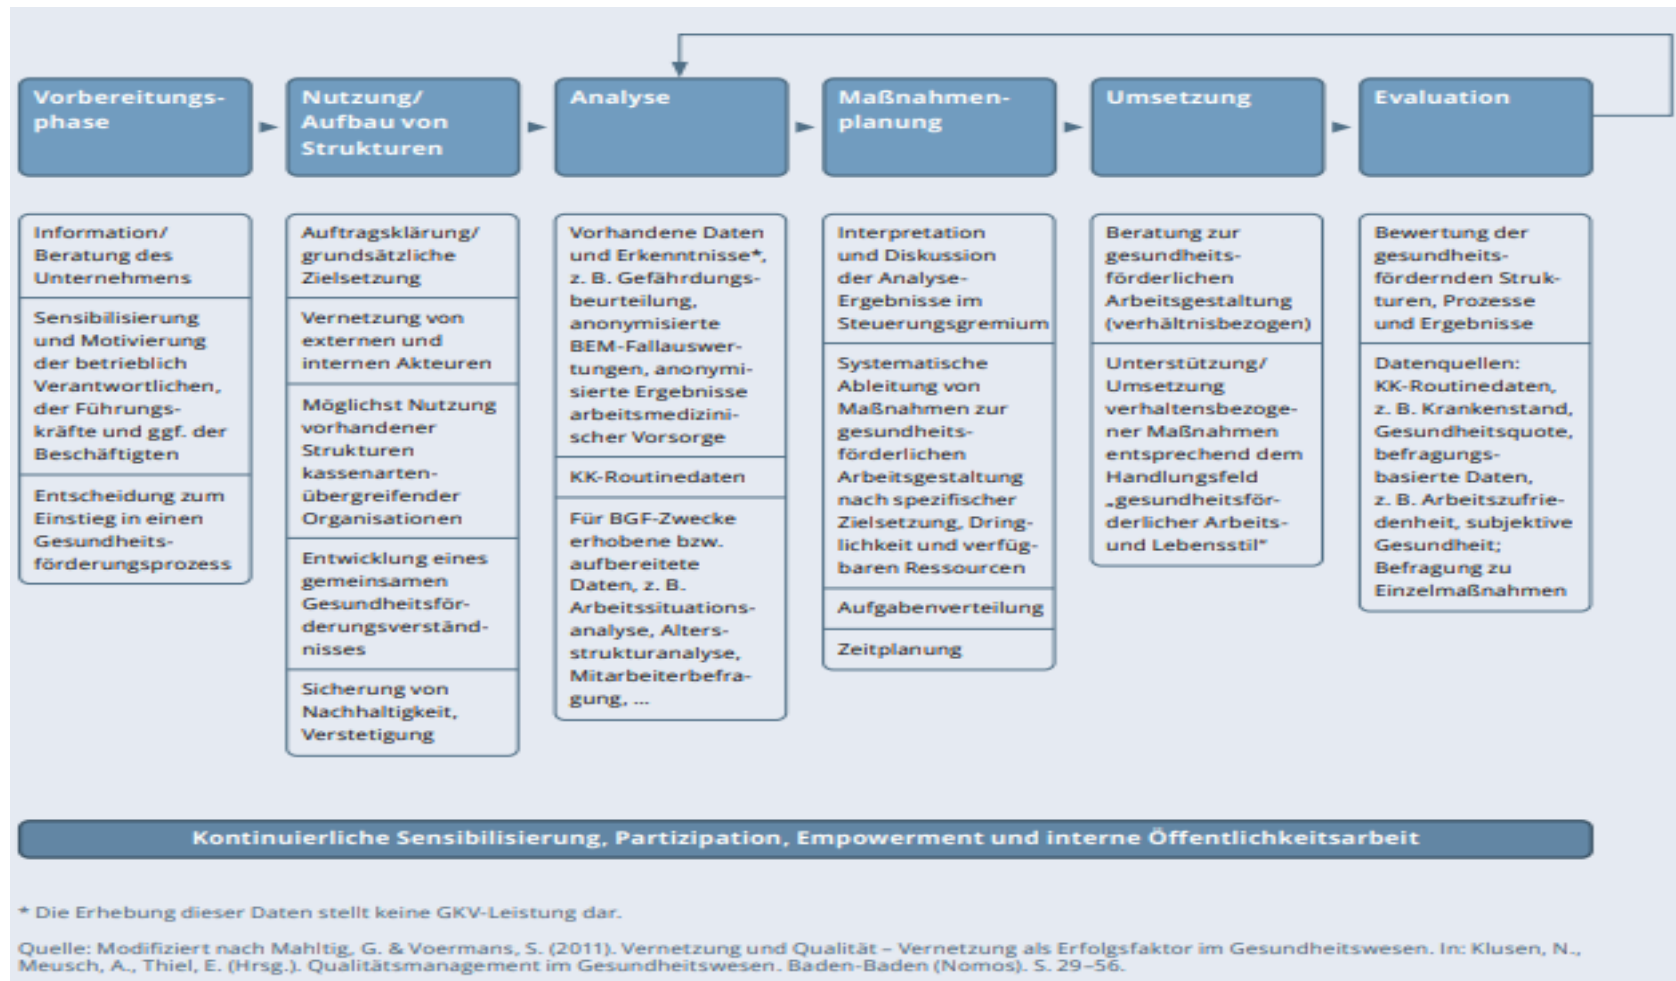 Vorbereitungs-
phase
Nutzung/
Aufbau von
Strukturen
Analyse
Maßnahmen-
planung
Umsetzung
Evaluation
Information/
Beratung des
Unternehmens
Sensibilisierung
und Motivierung
der betrieblich
Verantwortlichen,
der Führungs-
kräfte und ggf. der
Beschäftigten
Entscheidung zum
Einstieg in einen
Gesundheits-
förderungsprozess
Auftragsklärung/
grundsätzliche
Zielsetzung
Vernetzung von
externen und
internen Akteuren
Möglichst Nutzung
vorhandener
Strukturen
kassenarten-
übergreifender
Organisationen
Entwicklung eines
gemeinsamen
Gesundheitsför-
derungsverständ-
nisses
Sicherung von
Nachhaltigkeit,
Verstetigung
Vorhandene Daten
und Erkenntnisse*,
z. B. Gefährdungs-
beurteilung,
anonymisierte
BEM-Fallauswer-
tungen, anonymi-
sierte Ergebnisse
arbeitsmedizini-
scher Vorsorge
KK-Routinedaten
Für BGF-Zwecke
erhobene bzw.
aufbereitete
Daten, z. B.
Arbeitssituations-
analyse, Alters-
strukturanalyse,
Mitarbeiterbefra-
gung, ...
Interpretation
und Diskussion
der Analyse-
Ergebnisse im
Steuerungsgremium
Systematische
Ableitung von
Maßnahmen zur
gesundheits-
förderlichen
Arbeitsgestaltung
nach spezifischer
Zielsetzung, Dring-
lichkeit und verfüg-
baren Ressourcen
Aufgabenverteilung
Zeitplanung
Beratung zur
gesundheits-
förderlichen
Arbeitsgestaltung
(verhältnisbezogen)
Unterstützung/
Umsetzung
verhaltensbezoge-
ner Maßnahmen
entsprechend dem
Handlungsfeld
„gesundheitsför-
derlicher Arbeits-
und Lebensstil“
Bewertung der
gesundheits-
fördernden Struk-
turen, Prozesse
und Ergebnisse
Datenquellen:
KK-Routinedaten,
z. B. Krankenstand,
Gesundheitsquote,
befragungs-
basierte Daten,
z. B. Arbeitszufrie-
denheit, subjektive
Gesundheit;
Befragung zu
Einzelmaßnahmen
Kontinuierliche Sensibilisierung, Partizipation, Empowerment und interne Öffentlichkeitsarbeit
* Die Erhebung dieser Daten stellt keine GKV-Leistung dar.
Quelle: Modifiziert nach Mahltig, G. & Voermans, S. (2011). Vernetzung und Qualität – Vernetzung als Erfolgsfaktor im Gesundheitswesen. In: Klusen, N.,
Meusch, A., Thiel, E. (Hrsg.). Qualitätsmanagement im Gesundheitswesen. Baden-Baden (Nomos). S. 29–56.